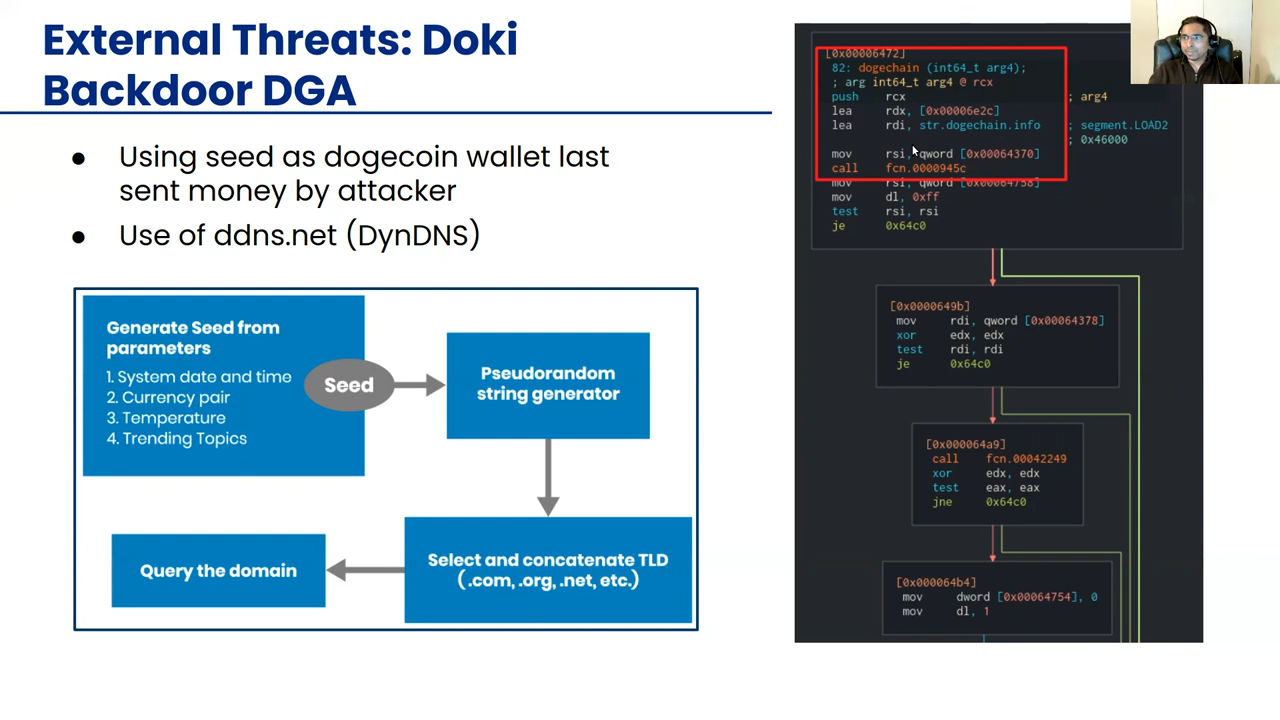 External Threats: Doki
Backdoor DGA
● Using seed as dogecoin wallet last
sent money by attacker
● Use of ddns.net (DynDNS)
Generate Seed from
parameters
1. System date and time
2. Currency pair
3. Temperature
4. Trending Topics
Seed
Pseudorandom
string generator
Select and concatenate TLD
(.com, .org, .net, etc.)
Query the domain
[0x00006472]
82: dogechain (int64_t arg4);
; arg int64_t arg4 @ rcx
push rcx ; arg4
lea rdx, [0x00006e2c]
lea rdi, str.dogechain.info ; segment.LOAD2
; 0x46000
mov rsi, qword [0x00064370]
call fcn.0000945c
mov rsi, qword [0x00064758]
mov dl, 0xff
test rsi, rsi
je 0x64c0
[0x0000649b]
mov rdi, qword [0x00064378]
xor edx, edx
test rdi, rdi
je 0x64c0
[0x000064a9]
call fcn.00042249
xor edx, edx
test eax, eax
jne 0x64c0
[0x000064b4]
mov dword [0x00064754], 0
mov dl, 1